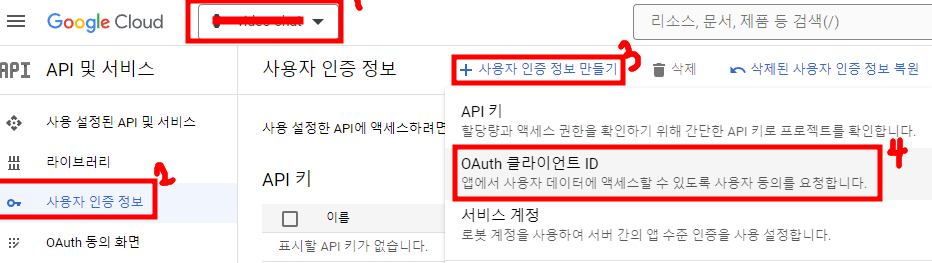 Google Cloud
리소스, 문서, 제품 등 검색(/)
1
API API 및 서비스
사용자 인증 정보
+ 사용자 인증 정보 만들기
3
삭제
삭제된 사용자 인증 정보 복원
사용 설정된 API 및 서비스
라이브러리
2
사용자 인증 정보
OAuth 동의 화면
사용 설정한 API에 액세스하려면
API 키
이름
표시할 API 키가 없습니다.
API 키
할당량과 액세스 권한을 확인하기 위해 간단한 API 키로 프로젝트를 확인합니다.
OAuth 클라이언트 ID
4
앱에서 사용자 데이터에 액세스할 수 있도록 사용자 동의를 요청합니다.
서비스 계정
로봇 계정을 사용하여 서버 간의 앱 수준 인증을 사용 설정합니다.